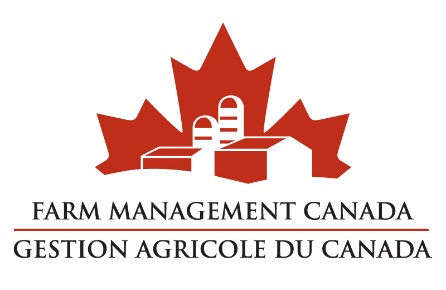 FARM MANAGEMENT CANADA
GESTION AGRICOLE DU CANADA